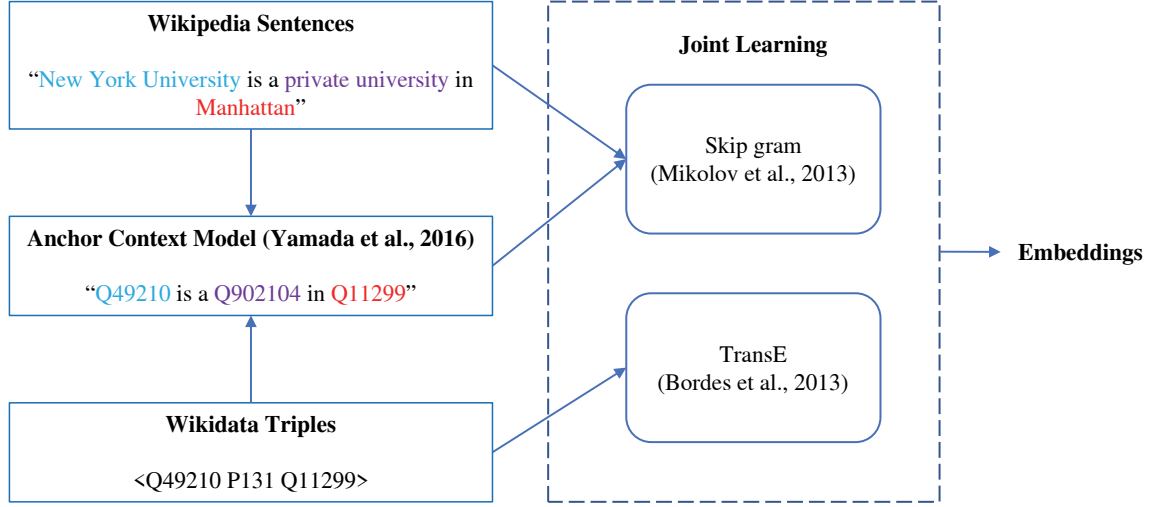 Wikipedia Sentences
“New York University is a private university in
Manhattan”
Anchor Context Model (Yamada et al., 2016)
“Q49210 is a Q902104 in Q11299”
Wikidata Triples
<Q49210 P131 Q11299>
Joint Learning
Skip gram
(Mikolov et al., 2013)
TransE
(Bordes et al., 2013)
Embeddings